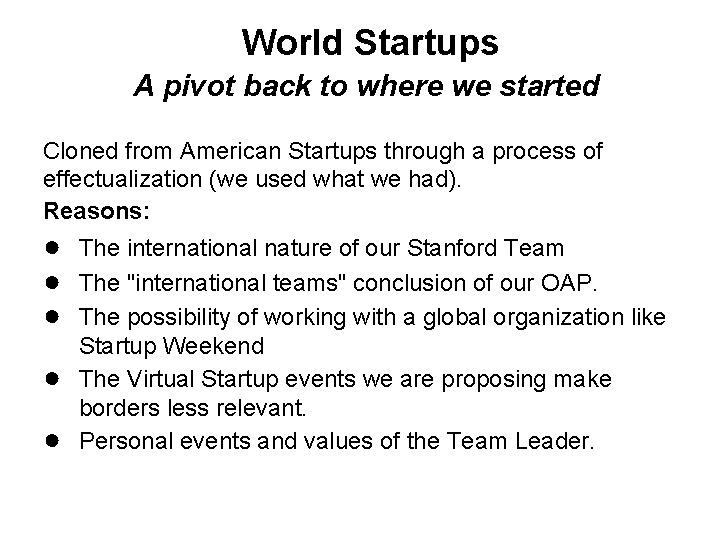 World Startups
A pivot back to where we started
Cloned from American Startups through a process of
effectualization (we used what we had).
Reasons:
● The international nature of our Stanford Team
● The "international teams" conclusion of our OAP.
● The possibility of working with a global organization like
Startup Weekend
● The Virtual Startup events we are proposing make
borders less relevant.
● Personal events and values of the Team Leader.